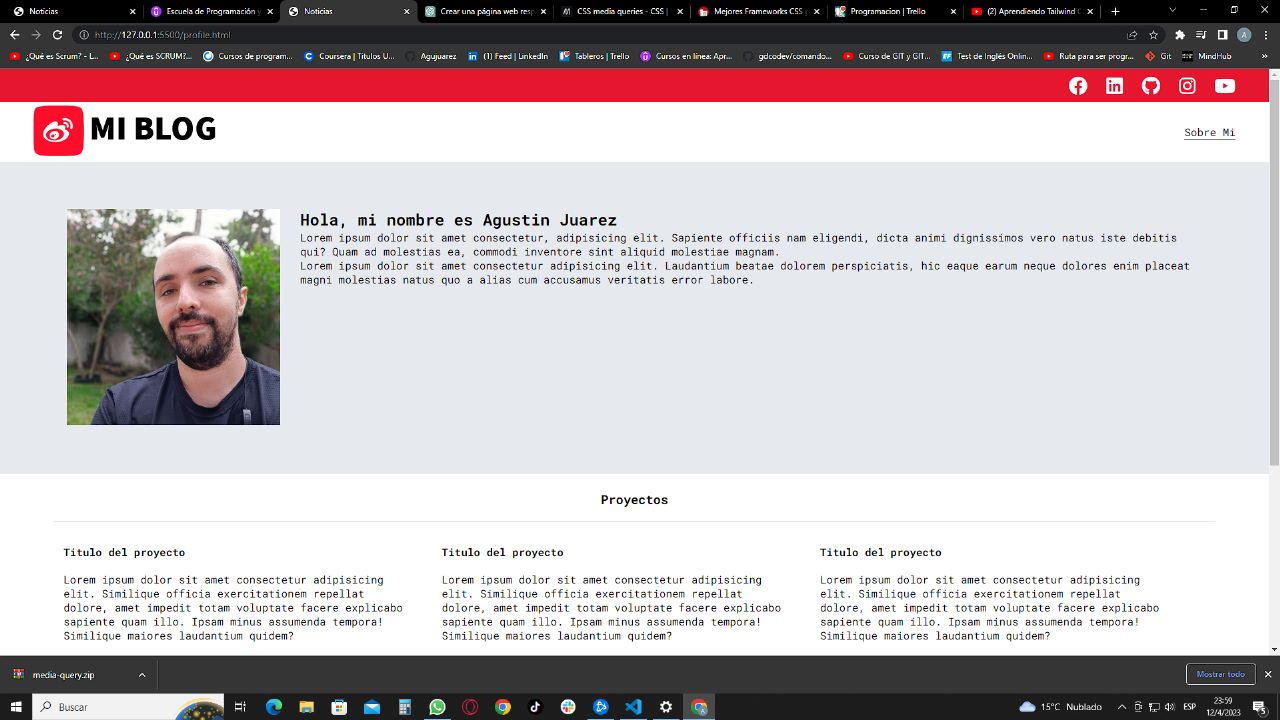 Noticias
Escuela de Programación y
Noticias
Crear una página web resp
CSS media queries - CSS |
Mejores Frameworks CSS p
Programacion | Trello
(2) Aprendiendo Tailwind C
http://127.0.0.1:5500/profile.html
A
¿Qué es Scrum? - L...
¿Qué es SCRUM?...
Cursos de program...
Coursera | Titulos U...
Agyjuarez
(1) Feed | LinkedIn
Tableros | Trello
Cursos en línea: Apr...
gdcodev/comando...
Curso de GIT y GIT...
Test de Inglés Onlin...
Ruta para ser progr...
Git
MindHub
»
MI BLOG
Sobre Mi
Hola, mi nombre es Agustin Juarez
Lorem ipsum dolor sit amet consectetur, adipisicing elit. Sapiente officiis nam eligendi, dicta animi dignissimos vero natus iste debitis
qui? Quam ad molestias ea, commodi inventore sint aliquid molestiae magnam.
Lorem ipsum dolor sit amet consectetur adipisicing elit. Laudantium beatae dolorem perspiciatis, hic eaque earum neque dolores enim placeat
magni molestias natus quo a alias cum accusamus veritatis error labore.
Proyectos
Titulo del proyecto
Lorem ipsum dolor sit amet consectetur adipisicing
elit. Similique officia exercitationem repellat
dolore, amet impedit totam voluptate facere explicabo
sapiente quam illo. Ipsam minus assumenda tempora!
Similique maiores laudantium quidem?
Titulo del proyecto
Lorem ipsum dolor sit amet consectetur adipisicing
elit. Similique officia exercitationem repellat
dolore, amet impedit totam voluptate facere explicabo
sapiente quam illo. Ipsam minus assumenda tempora!
Similique maiores laudantium quidem?
Titulo del proyecto
Lorem ipsum dolor sit amet consectetur adipisicing
elit. Similique officia exercitationem repellat
dolore, amet impedit totam voluptate facere explicabo
sapiente quam illo. Ipsam minus assumenda tempora!
Similique maiores laudantium quidem?
media-query.zip
Mostrar todo
Buscar
15°C Nublado
ESP
23:59
12/4/2023